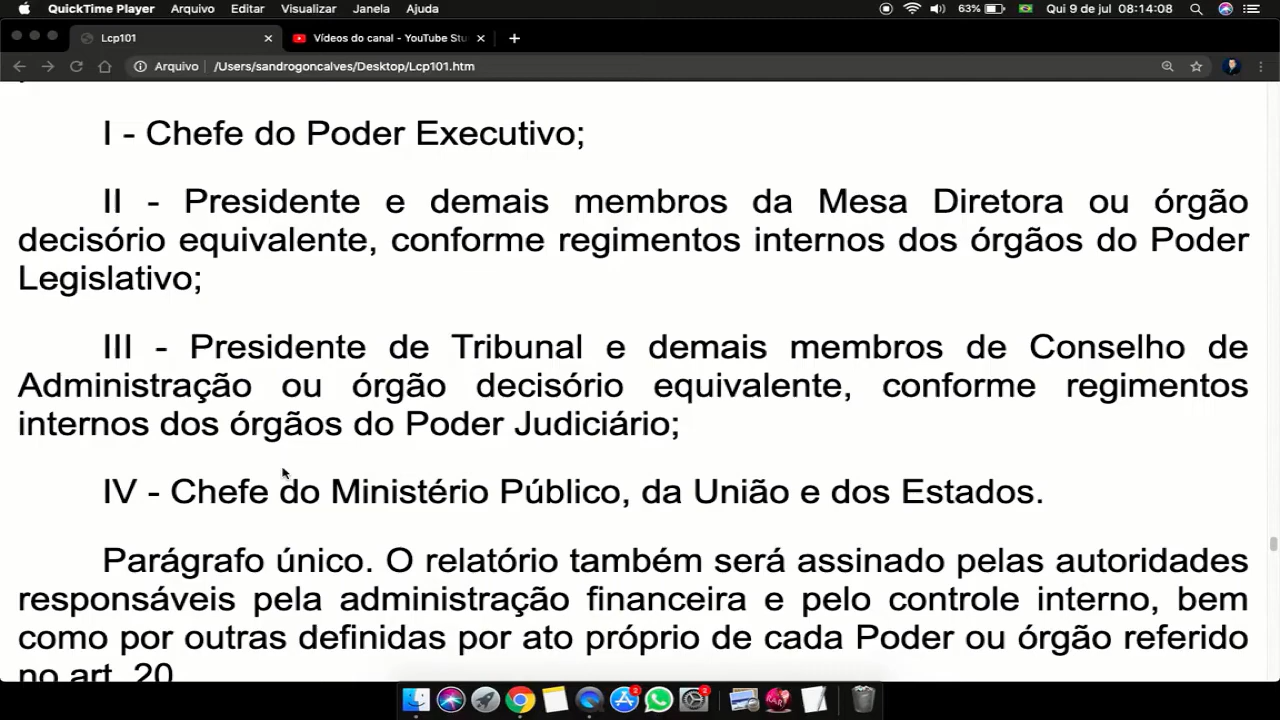 QuickTime Player Arquivo Editar Visualizar Janela Ajuda 63% Qui 9 de jul 08:14:08
Lcp101 Vídeos do canal - YouTube Stu
Arquivo /Users/sandrogoncalves/Desktop/Lcp101.htm
I - Chefe do Poder Executivo;
II - Presidente e demais membros da Mesa Diretora ou órgão
decisório equivalente, conforme regimentos internos dos órgãos do Poder
Legislativo;
III - Presidente de Tribunal e demais membros de Conselho de
Administração ou órgão decisório equivalente, conforme regimentos
internos dos órgãos do Poder Judiciário;
IV - Chefe do Ministério Público, da União e dos Estados.
Parágrafo único. O relatório também será assinado pelas autoridades
responsáveis pela administração financeira e pelo controle interno, bem
como por outras definidas por ato próprio de cada Poder ou órgão referido
no art. 20
2 2
RAR